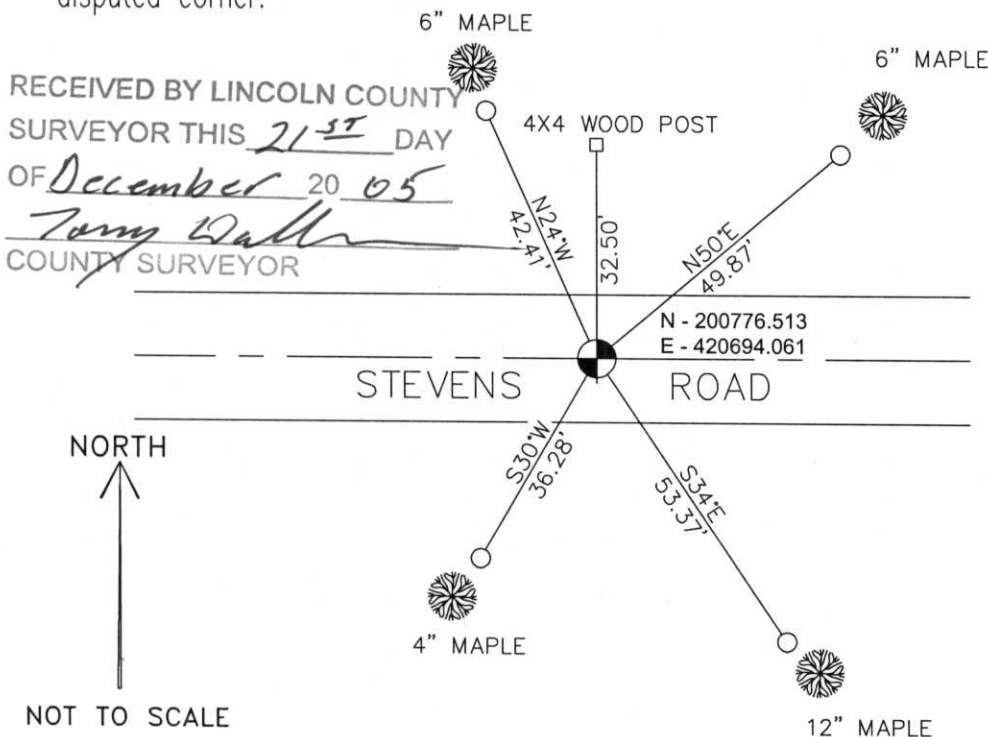 disputed corner.
6” MAPLE
6” MAPLE
RECEIVED BY LINCOLN COUNTY
SURVEYOR THIS 21ST DAY
OF December 20 05
COUNTY SURVEYOR
4X4 WOOD POST
N24°W
42.41'
32.50'
N50°E
49.87'
N - 200776.513
E - 420694.061
STEVENS ROAD
NORTH
S30°W
36.28'
S34°E
53.37'
4” MAPLE
NOT TO SCALE
12” MAPLE